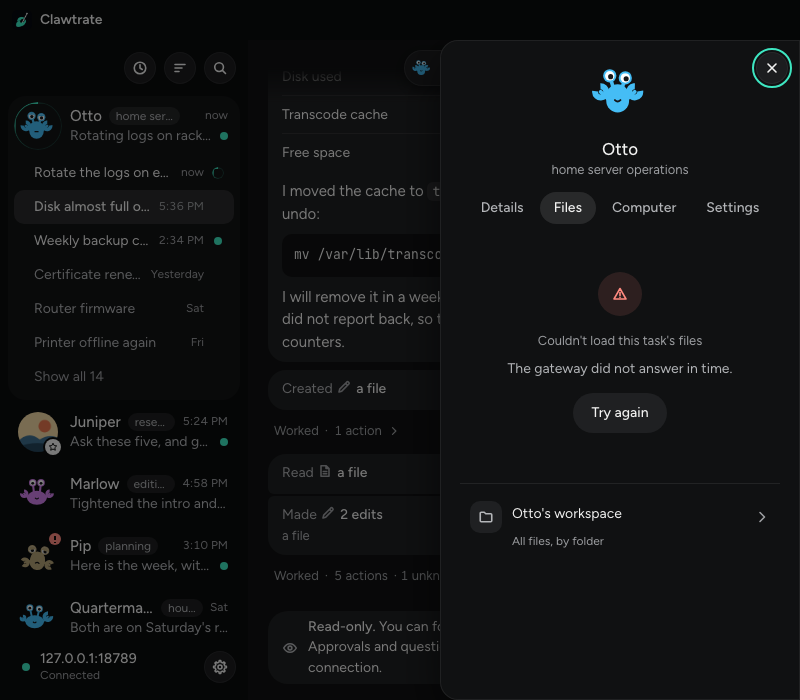 Clawtrate
Otto
home ser...
now
Rotating logs on rack...
Rotate the logs on e...
now
Disk almost full o...
5:36 PM
Weekly backup c...
2:34 PM
Certificate rene...
Yesterday
Router firmware
Sat
Printer offline again
Fri
Show all 14
Juniper
rese...
5:24 PM
Ask these five, and g...
Marlow
editi...
4:58 PM
Tightened the intro and...
Pip
planning
3:10 PM
Here is the week, wit...
Quarterma...
hou...
Sat
Both are on Saturday's r...
127.0.0.1:18789
Connected
Disk used
Transcode cache
Free space
I moved the cache to
undo:
mv /var/lib/transco
I will remove it in a week
did not report back, so
counters.
Created a file
Worked · 1 action
Read a file
Made 2 edits
a file
Worked · 5 actions · 1 unkn
Read-only. You can
Approvals and questi
connection.
Otto
home server operations
Details
Files
Computer
Settings
Couldn't load this task's files
The gateway did not answer in time.
Try again
Otto's workspace
All files, by folder